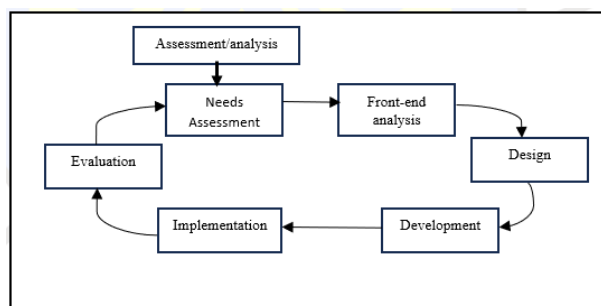 Assessment/analysis
Needs
Assessment
Front-end
analysis
Design
Development
Implementation
Evaluation